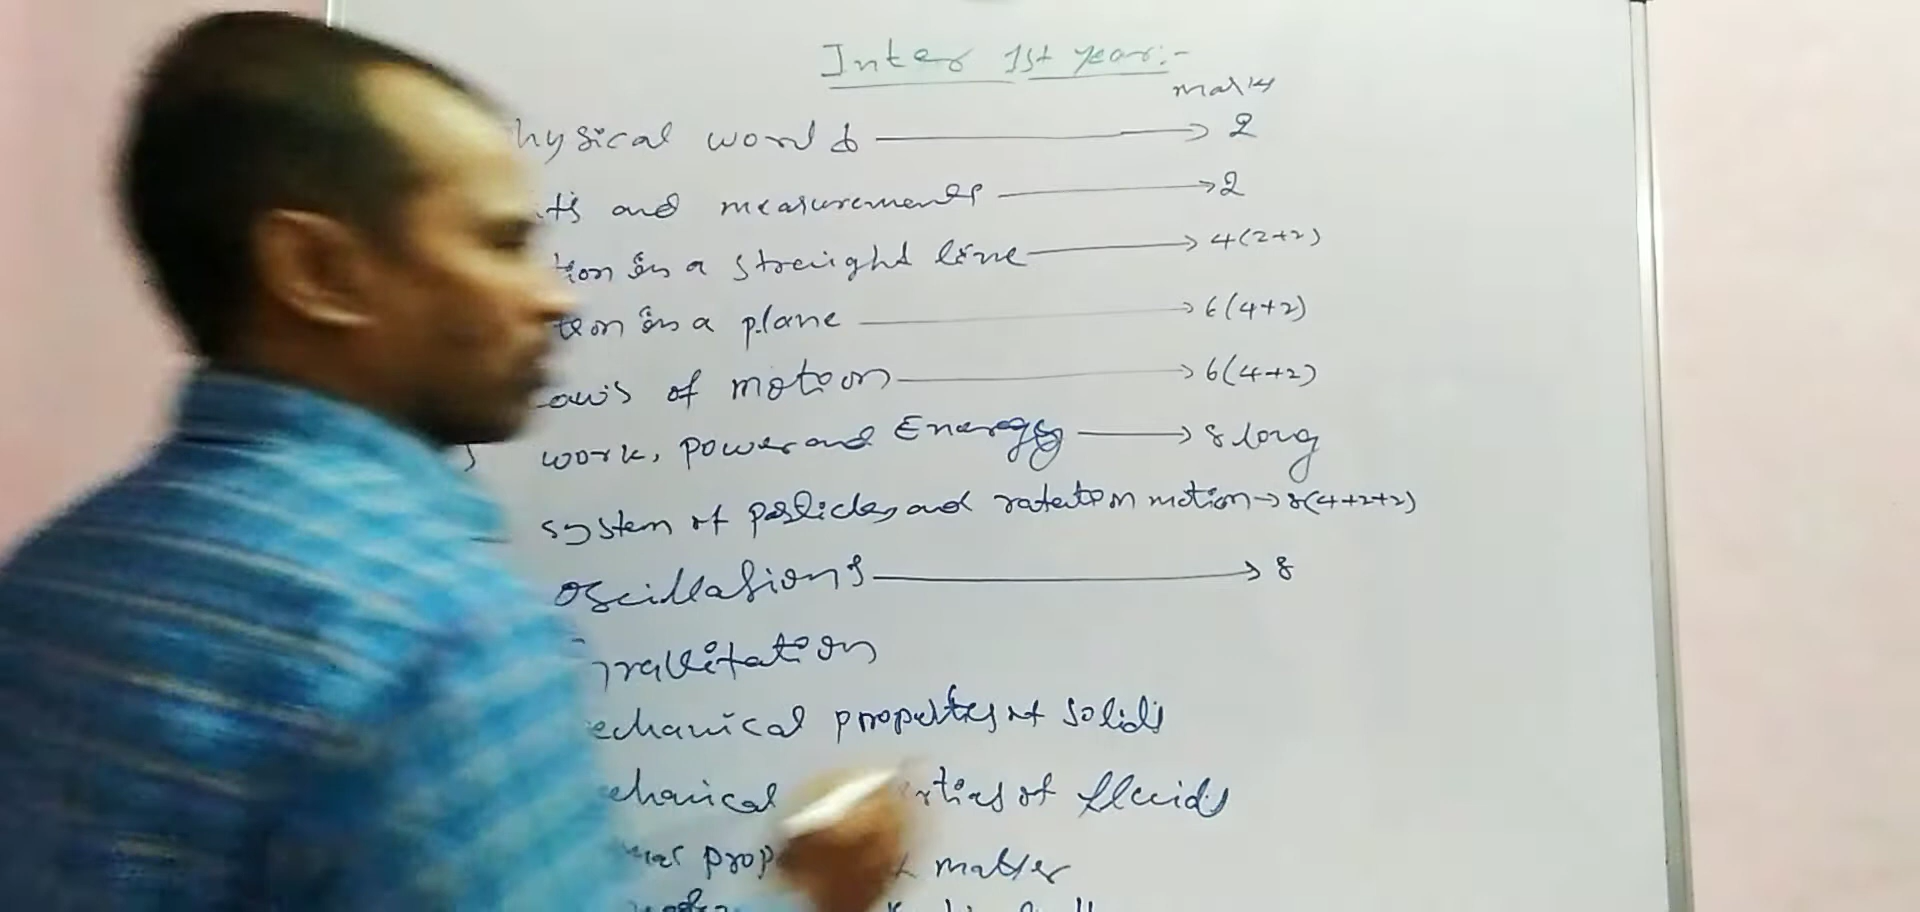 Inter 1st year:-
marks
hysical world → 2
its and measurements → 2
tion in a straight line → 4(2+2)
tion in a plane → 6(4+2)
Laws of motion → 6(4+2)
) work, power and Energy → 8 long
system of particles and rotation motion → 8(4+2+2)
oscillations → 8
Gravitation
echanical properties of solids
echanical rties of fluids
mal prop of matter